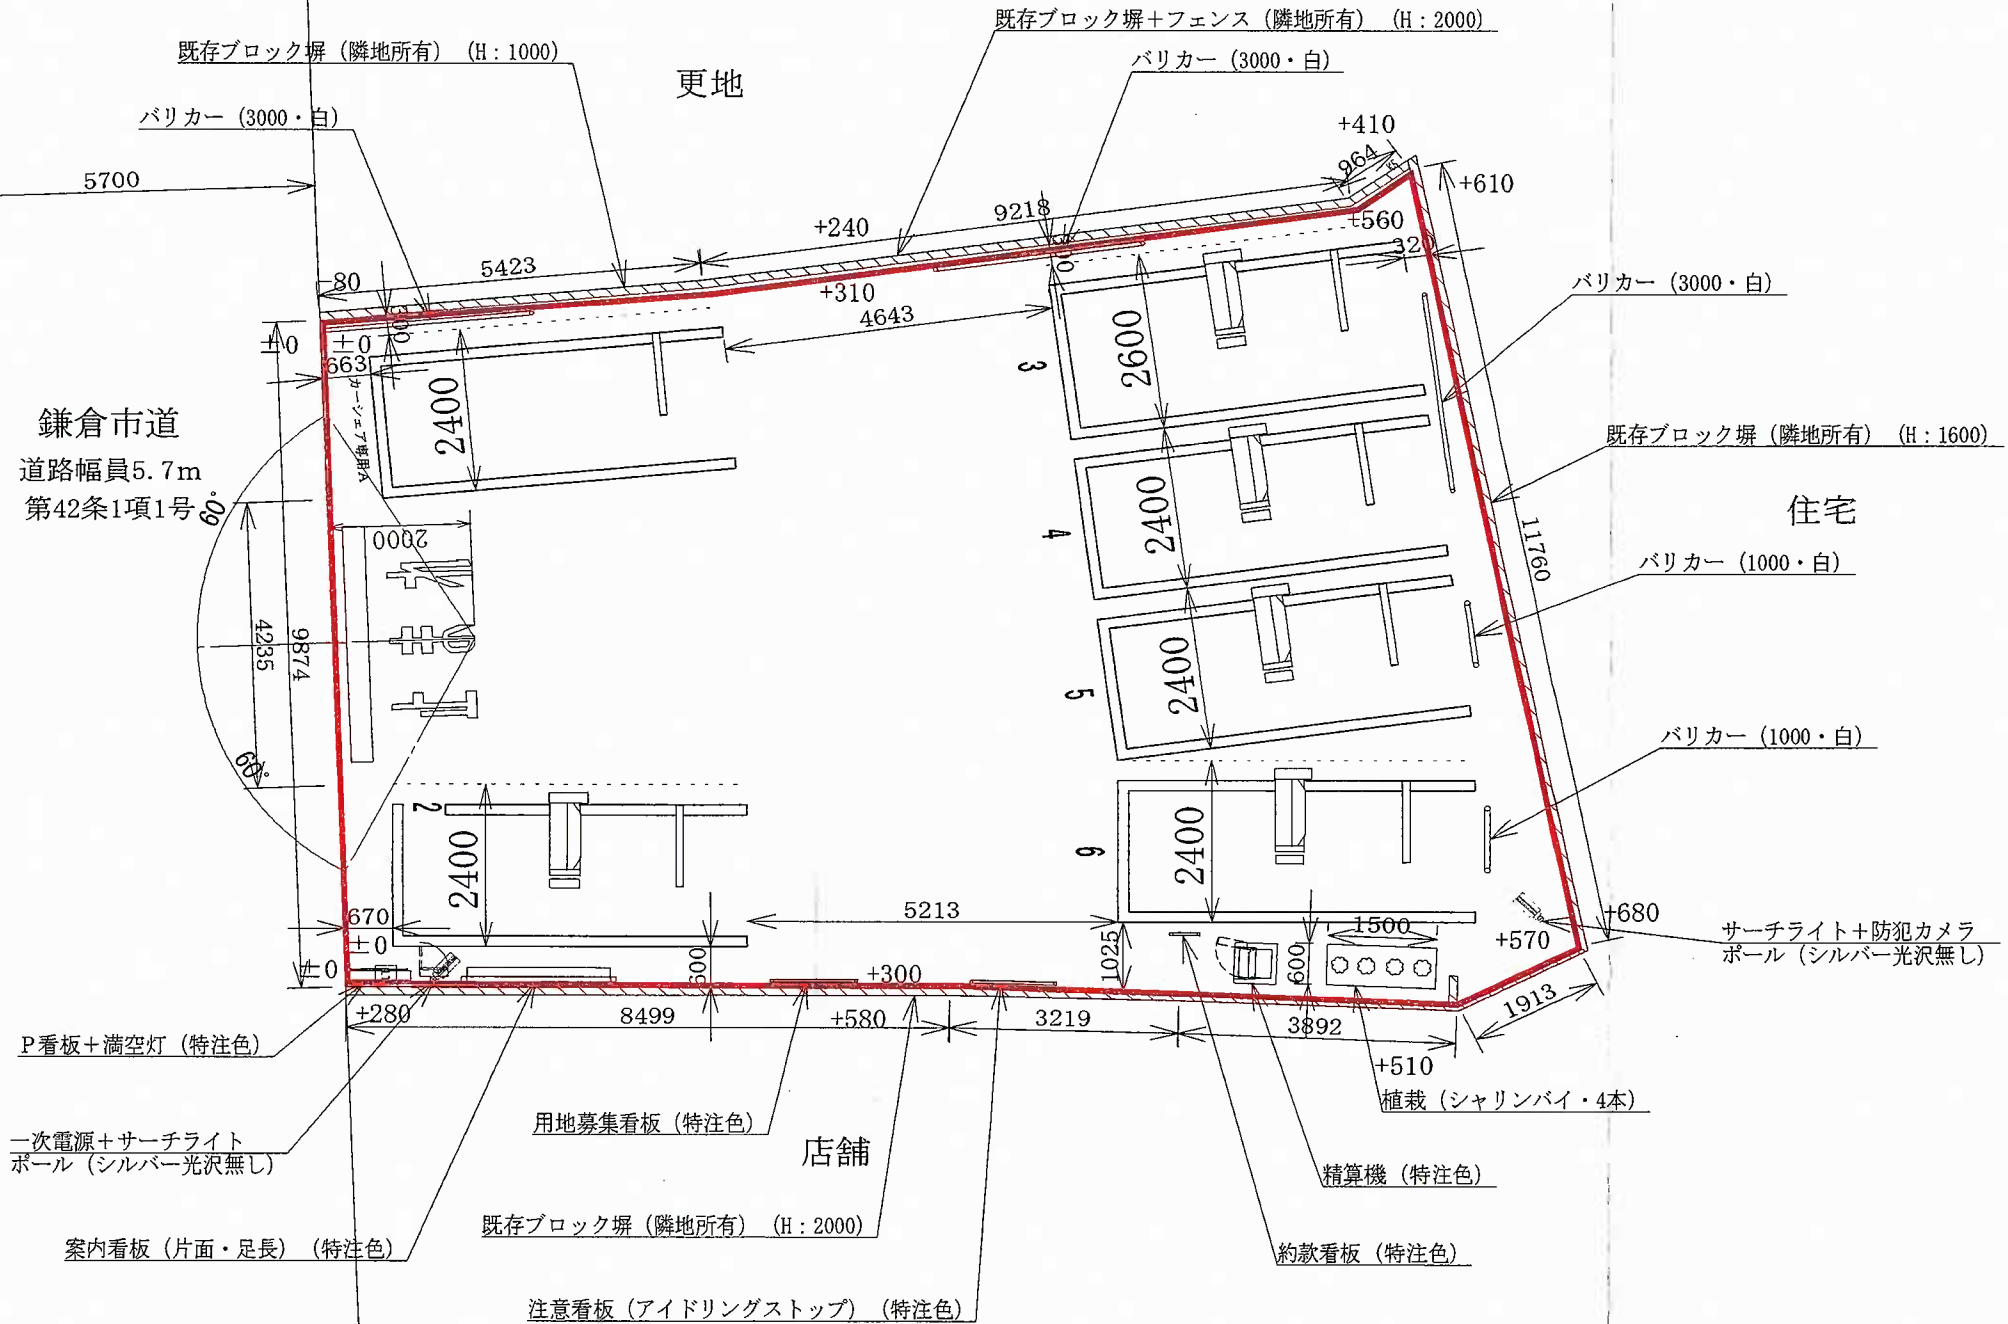 既存ブロック塀＋フェンス（隣地所有）（H：2000）
既存ブロック塀（隣地所有）（H：1000）
バリカー（3000・白）
更地
バリカー（3000・白）
+410
964
5700
+610
9218
+240
+560
320
5423
80
300
+310
300
バリカー（3000・白）
4643
±0
±0
663
2600
3
カーシェア専用A
2400
鎌倉市道
道路幅員5.7m
第42条1項1号
60°
既存ブロック塀（隣地所有）（H：1600）
住宅
2400
4
11760
2000
止まれ
バリカー（1000・白）
4235
9874
2400
5
バリカー（1000・白）
60°
2
2400
2400
6
670
5213
1500
+680
±0
+570
サーチライト＋防犯カメラ
ポール（シルバー光沢無し）
±0
600
1025
600
+300
+280
8499
+580
3219
3892
1913
P看板＋満空灯（特注色）
+510
植栽（シャリンバイ・4本）
用地募集看板（特注色）
一次電源＋サーチライト
ポール（シルバー光沢無し）
店舗
精算機（特注色）
既存ブロック塀（隣地所有）（H：2000）
案内看板（片面・足長）（特注色）
約款看板（特注色）
注意看板（アイドリングストップ）（特注色）